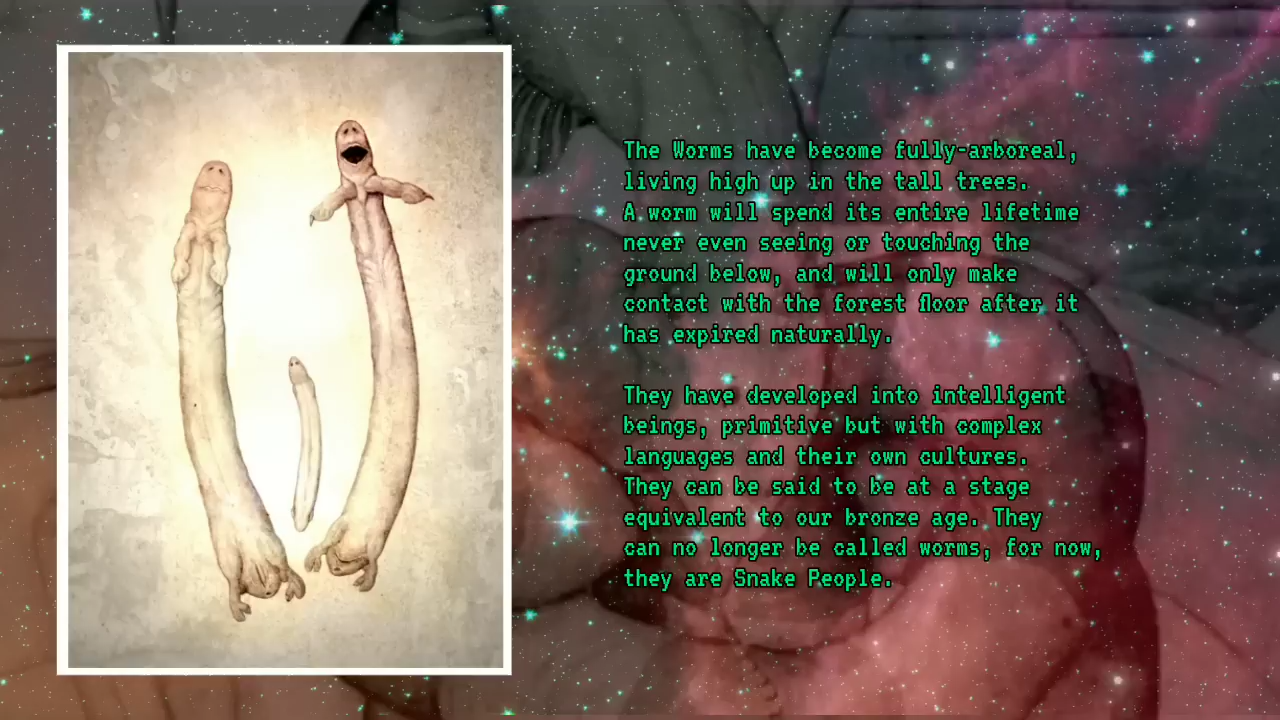 The Worms have become fully-arboreal,
living high up in the tall trees.
A worm will spend its entire lifetime
never even seeing or touching the
ground below, and will only make
contact with the forest floor after it
has expired naturally.
They have developed into intelligent
beings, primitive but with complex
languages and their own cultures.
They can be said to be at a stage
equivalent to our bronze age. They
can no longer be called worms, for now,
they are Snake People.